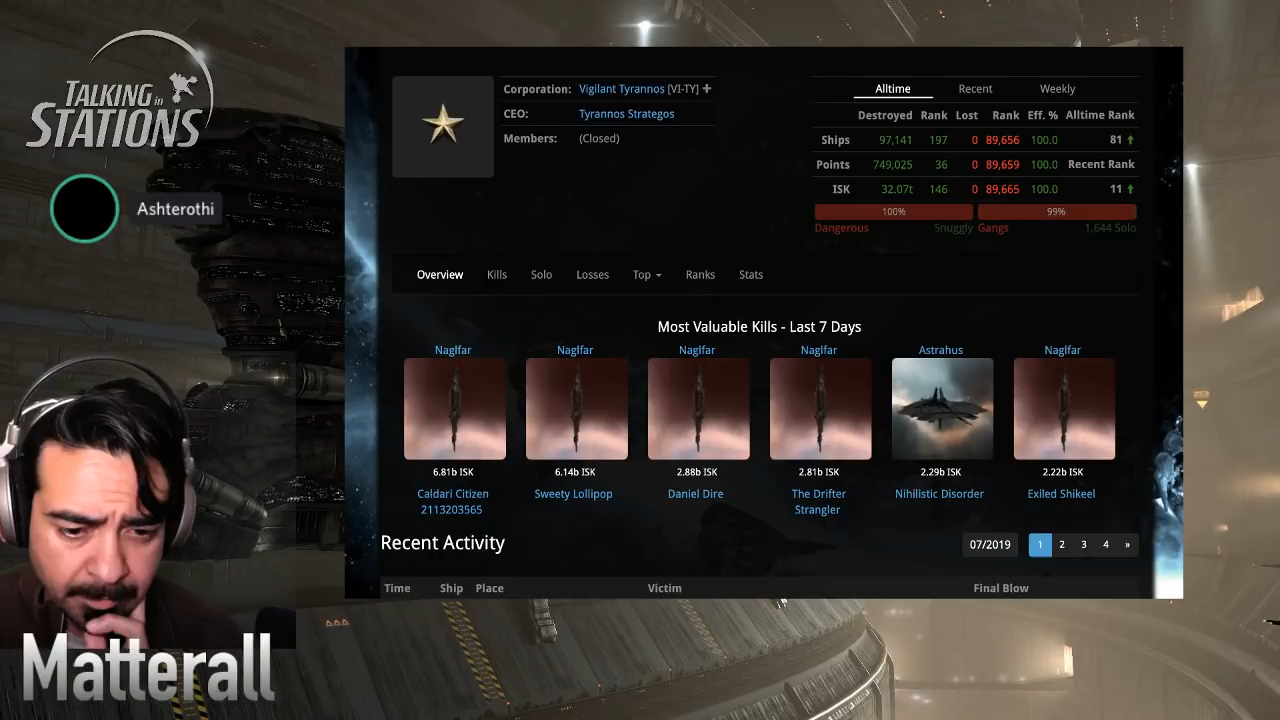 TALKING in
STATIONS
Ashterothi
Matterall
Corporation: Vigilant Tyrannos [VI-TY] +
CEO: Tyrannos Strategos
Members: (Closed)
Alltime Recent Weekly
Destroyed Rank Lost Rank Eff. % Alltime Rank
Ships 97,141 197 0 89,656 100.0 81 ↑
Points 749,025 36 0 89,659 100.0 Recent Rank
ISK 32.07t 146 0 89,665 100.0 11 ↑
100% 99%
Dangerous Snuggly Gangs 1,644 Solo
Overview Kills Solo Losses Top Ranks Stats
Most Valuable Kills - Last 7 Days
Naglfar Naglfar Naglfar Naglfar Astrahus Naglfar
6.81b ISK 6.14b ISK 2.88b ISK 2.81b ISK 2.29b ISK 2.22b ISK
Caldari Citizen Sweety Lollipop Daniel Dire The Drifter Nihilistic Disorder Exiled Shikeel
2113203565 Strangler
Recent Activity 07/2019 1 2 3 4 »
Time Ship Place Victim Final Blow